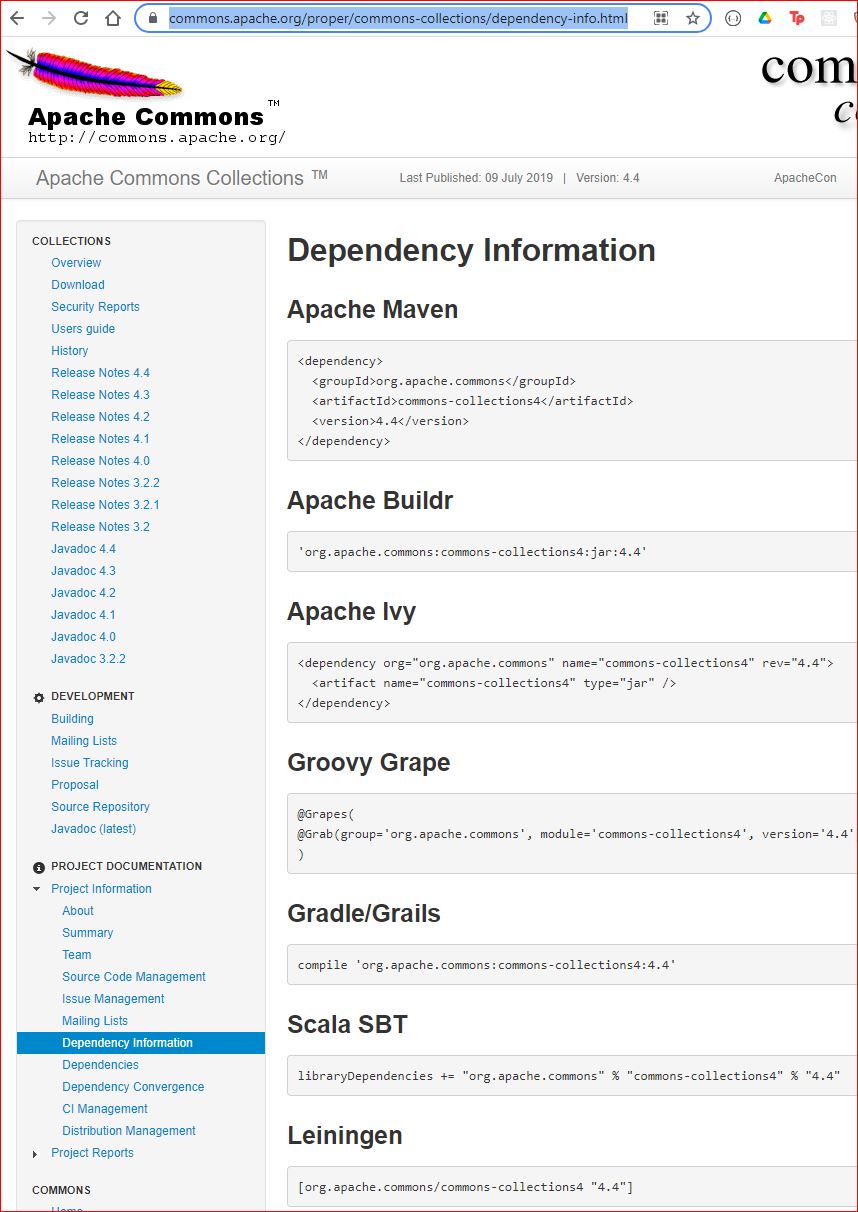 commons.apache.org/proper/commons-collections/dependency-info.html
Tp
Apache Commons™
http://commons.apache.org/
com
c
Apache Commons Collections ™
Last Published: 09 July 2019 | Version: 4.4
ApacheCon
COLLECTIONS
Overview
Download
Security Reports
Users guide
History
Release Notes 4.4
Release Notes 4.3
Release Notes 4.2
Release Notes 4.1
Release Notes 4.0
Release Notes 3.2.2
Release Notes 3.2.1
Release Notes 3.2
Javadoc 4.4
Javadoc 4.3
Javadoc 4.2
Javadoc 4.1
Javadoc 4.0
Javadoc 3.2.2
DEVELOPMENT
Building
Mailing Lists
Issue Tracking
Proposal
Source Repository
Javadoc (latest)
PROJECT DOCUMENTATION
Project Information
About
Summary
Team
Source Code Management
Issue Management
Mailing Lists
Dependency Information
Dependencies
Dependency Convergence
CI Management
Distribution Management
Project Reports
COMMONS
Home
Dependency Information
Apache Maven
<dependency>
  <groupId>org.apache.commons</groupId>
  <artifactId>commons-collections4</artifactId>
  <version>4.4</version>
</dependency>
Apache Buildr
'org.apache.commons:commons-collections4:jar:4.4'
Apache Ivy
<dependency org="org.apache.commons" name="commons-collections4" rev="4.4">
  <artifact name="commons-collections4" type="jar" />
</dependency>
Groovy Grape
@Grapes(
@Grab(group='org.apache.commons', module='commons-collections4', version='4.4'
)
Gradle/Grails
compile 'org.apache.commons:commons-collections4:4.4'
Scala SBT
libraryDependencies += "org.apache.commons" % "commons-collections4" % "4.4"
Leiningen
[org.apache.commons/commons-collections4 "4.4"]